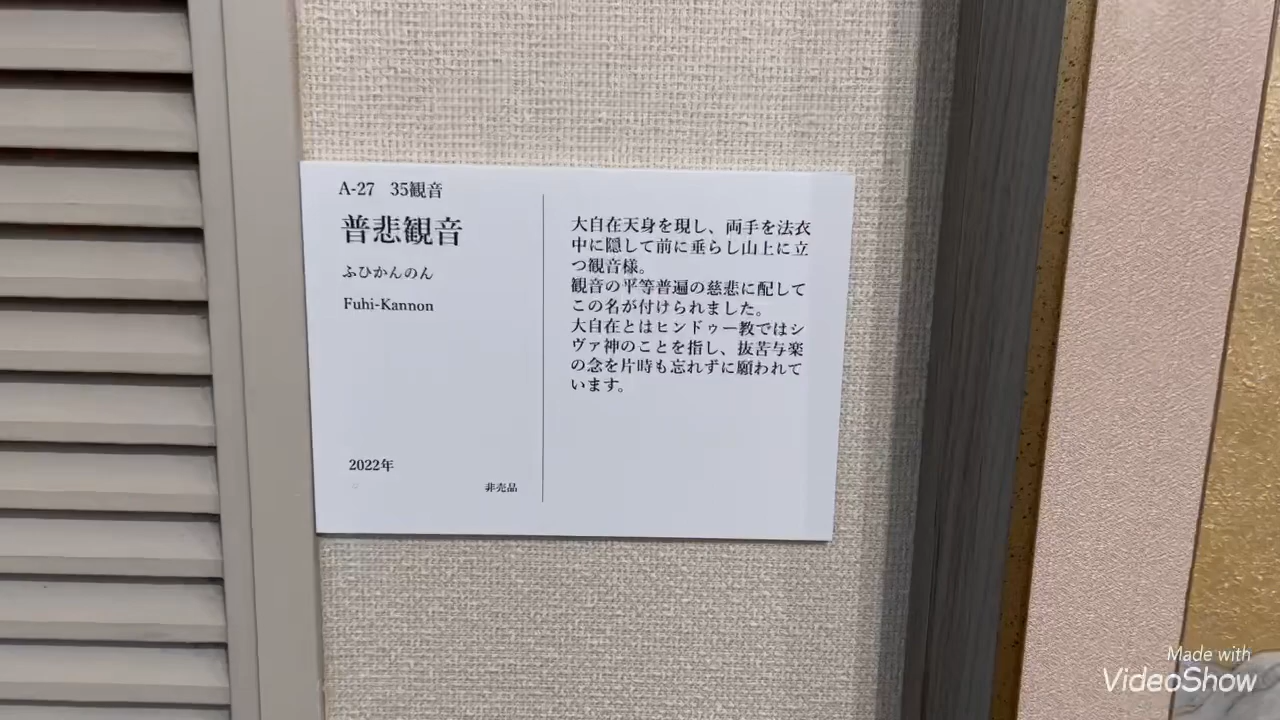 A-27 35観音
普悲観音
ふひかんのん
Fuhi-Kannon
2022年
非売品
大自在天身を現し、両手を法衣
中に隠して前に垂らし山上に立
つ観音様。
観音の平等普遍の慈悲に配して
この名が付けられました。
大自在とはヒンドゥー教ではシ
ヴァ神のことを指し、抜苦与楽
の念を片時も忘れずに願われて
います。
Made with
VideoShow